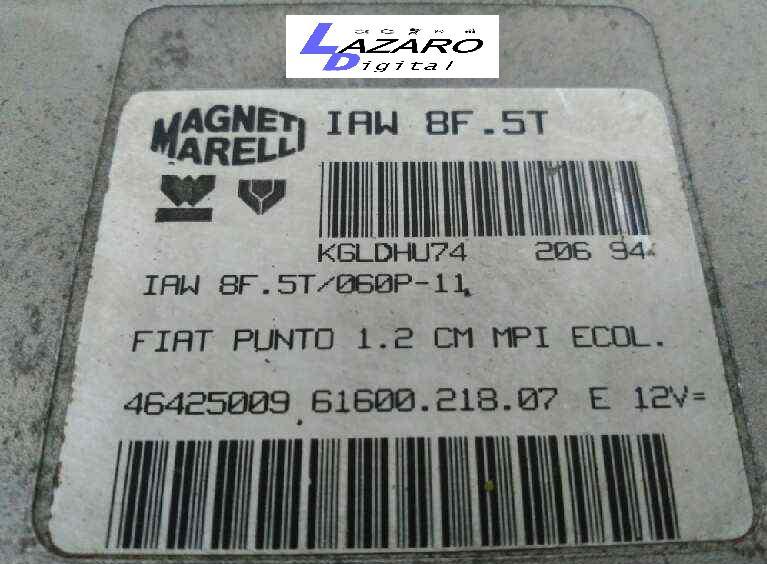 LAZARO
Digital
MAGNETI
MARELLI
IAW 8F.5T
KGLDHU74 206 94
IAW 8F.5T/060P-11
FIAT PUNTO 1.2 CM MPI ECOL.
46425009 61600.218.07 E 12V=